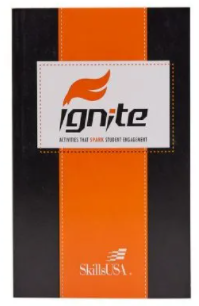 ignite
ACTIVITIES THAT SPARK STUDENT ENGAGEMENT
SkillsUSA